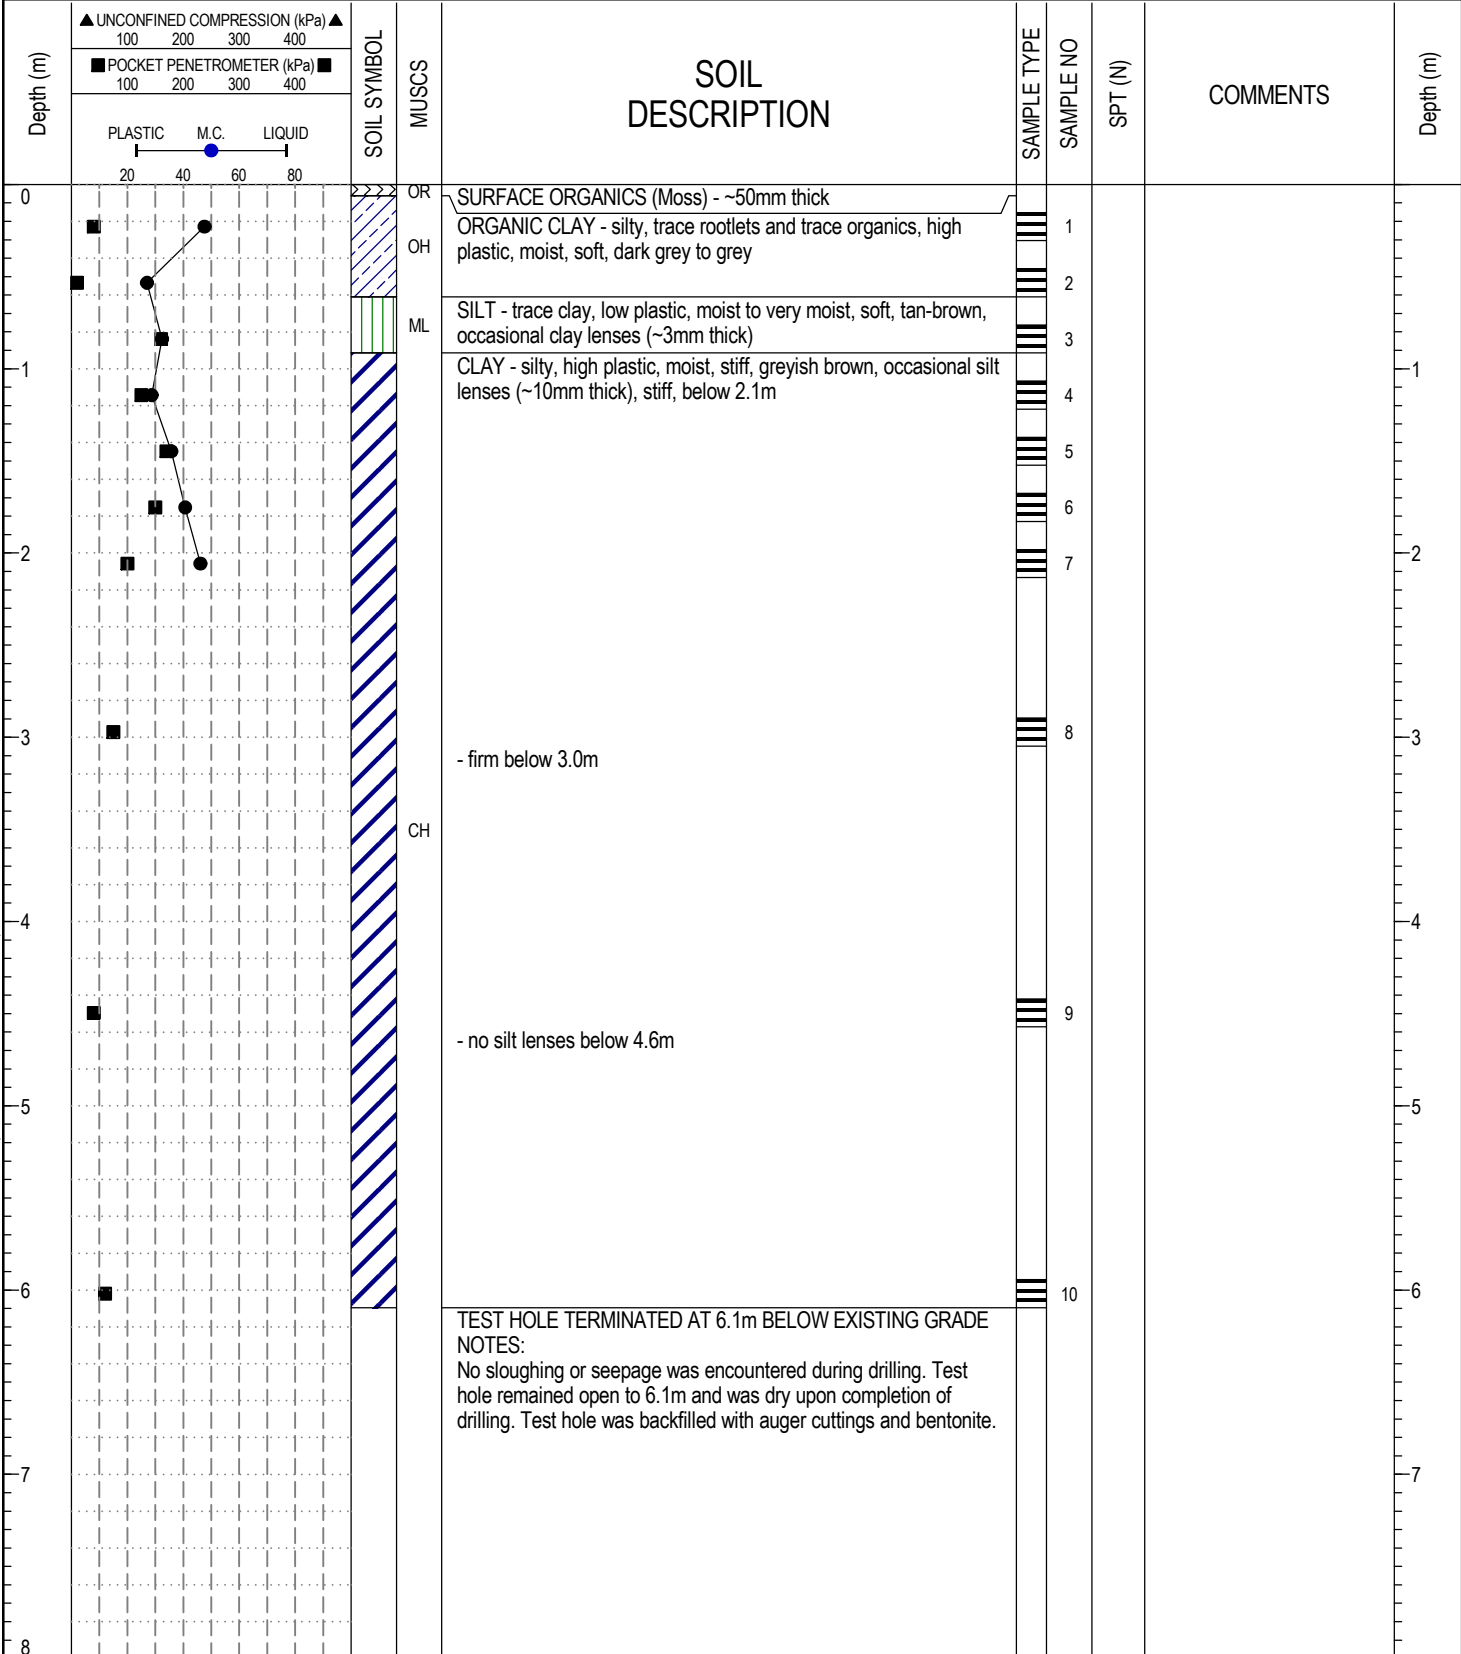 ▲ UNCONFINED COMPRESSION (kPa) ▲
100 200 300 400
■ POCKET PENETROMETER (kPa) ■
100 200 300 400
PLASTIC M.C. LIQUID
20 40 60 80
Depth (m)
SOIL SYMBOL
MUSCS
SOIL
DESCRIPTION
SAMPLE TYPE
SAMPLE NO
SPT (N)
COMMENTS
Depth (m)
0
OR
SURFACE ORGANICS (Moss) - ~50mm thick
OH
ORGANIC CLAY - silty, trace rootlets and trace organics, high
plastic, moist, soft, dark grey to grey
1
2
ML
SILT - trace clay, low plastic, moist to very moist, soft, tan-brown,
occasional clay lenses (~3mm thick)
3
1
CLAY - silty, high plastic, moist, stiff, greyish brown, occasional silt
lenses (~10mm thick), stiff, below 2.1m
1
4
5
6
2
7
2
3
8
3
- firm below 3.0m
CH
4
4
9
- no silt lenses below 4.6m
5
5
6
10
6
TEST HOLE TERMINATED AT 6.1m BELOW EXISTING GRADE
NOTES:
No sloughing or seepage was encountered during drilling. Test
hole remained open to 6.1m and was dry upon completion of
drilling. Test hole was backfilled with auger cuttings and bentonite.
7
7
8